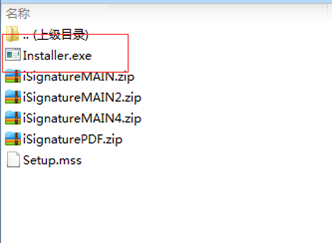 名称
.. (上级目录)
Installer.exe
iSignatureMAIN.zip
iSignatureMAIN2.zip
iSignatureMAIN4.zip
iSignaturePDF.zip
Setup.mss